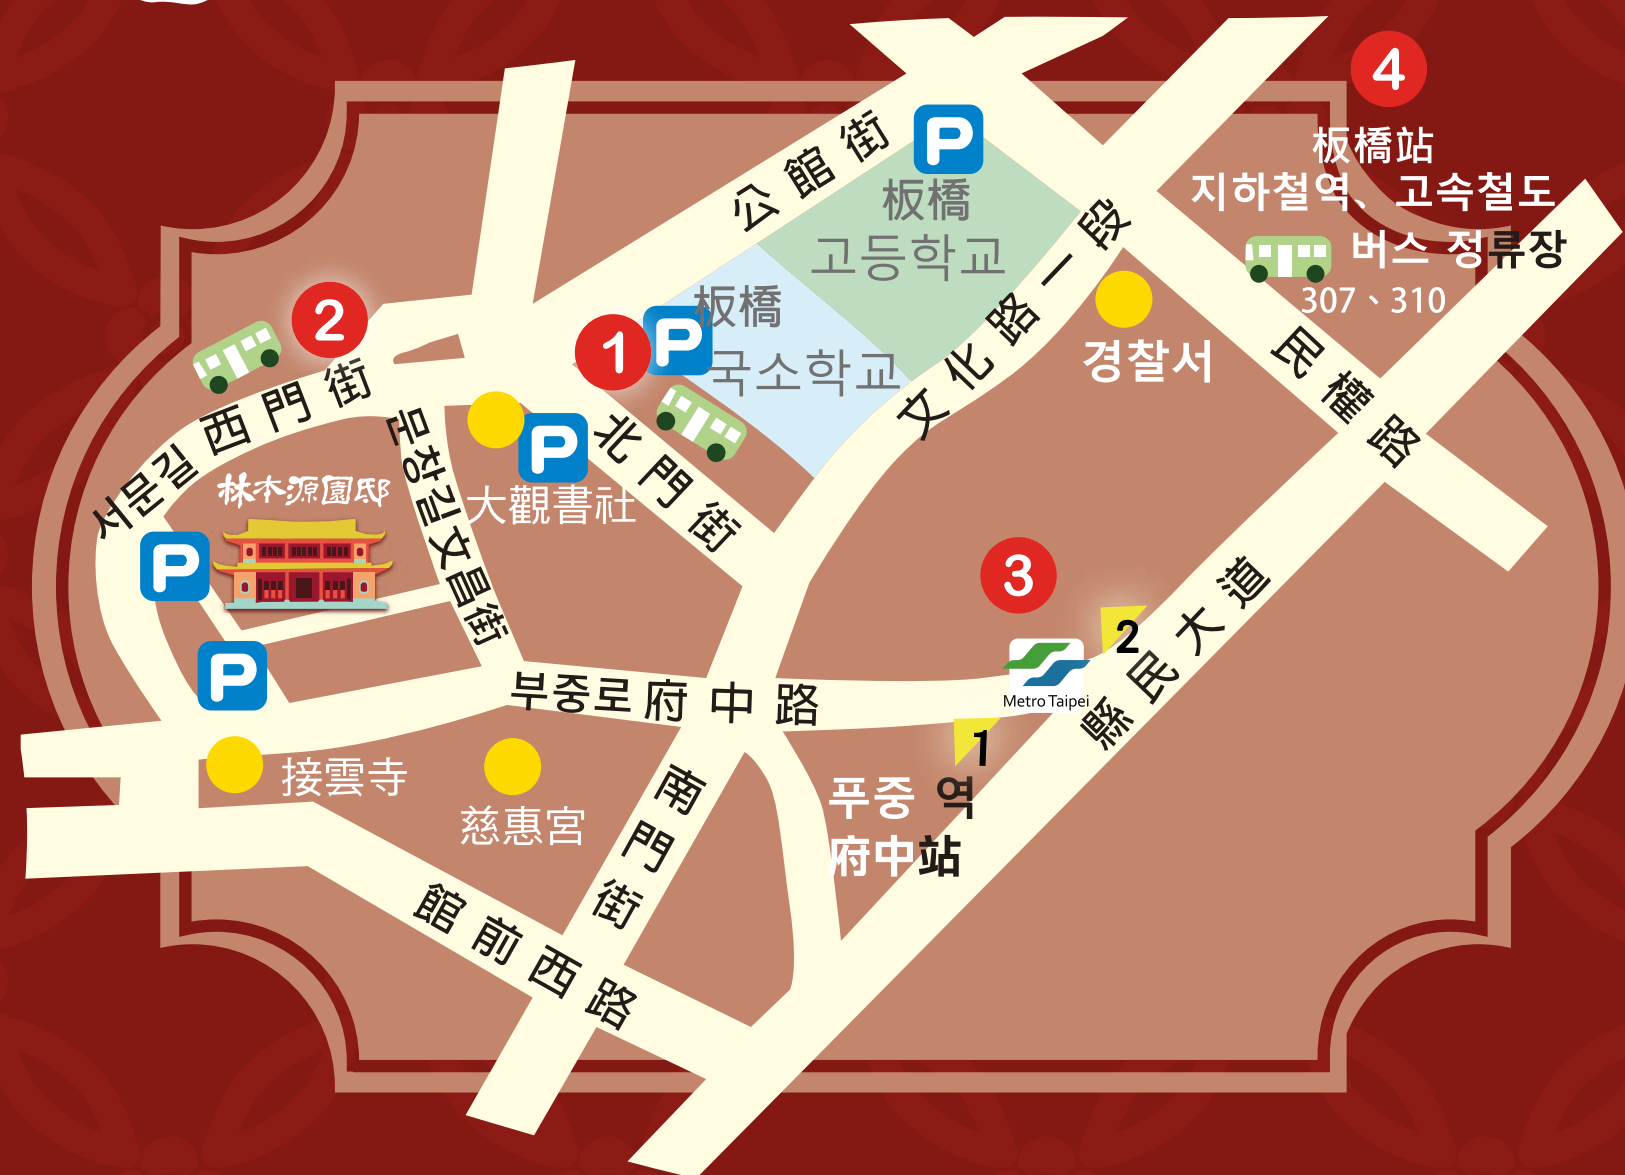 4
板橋站
지하철역、고속철도
버스 정류장
307、310
公館街
P
板橋
고등학교
文化路一段
2
1
P
板橋
국소학교
경찰서
民權路
서문길西門街
문창길文昌街
P
北門街
大觀書社
林本源園邸
P
P
3
2
Metro Taipei
縣民大道
부중로府中路
1
푸중 역
府中站
接雲寺
慈惠宮
南門街
館前西路